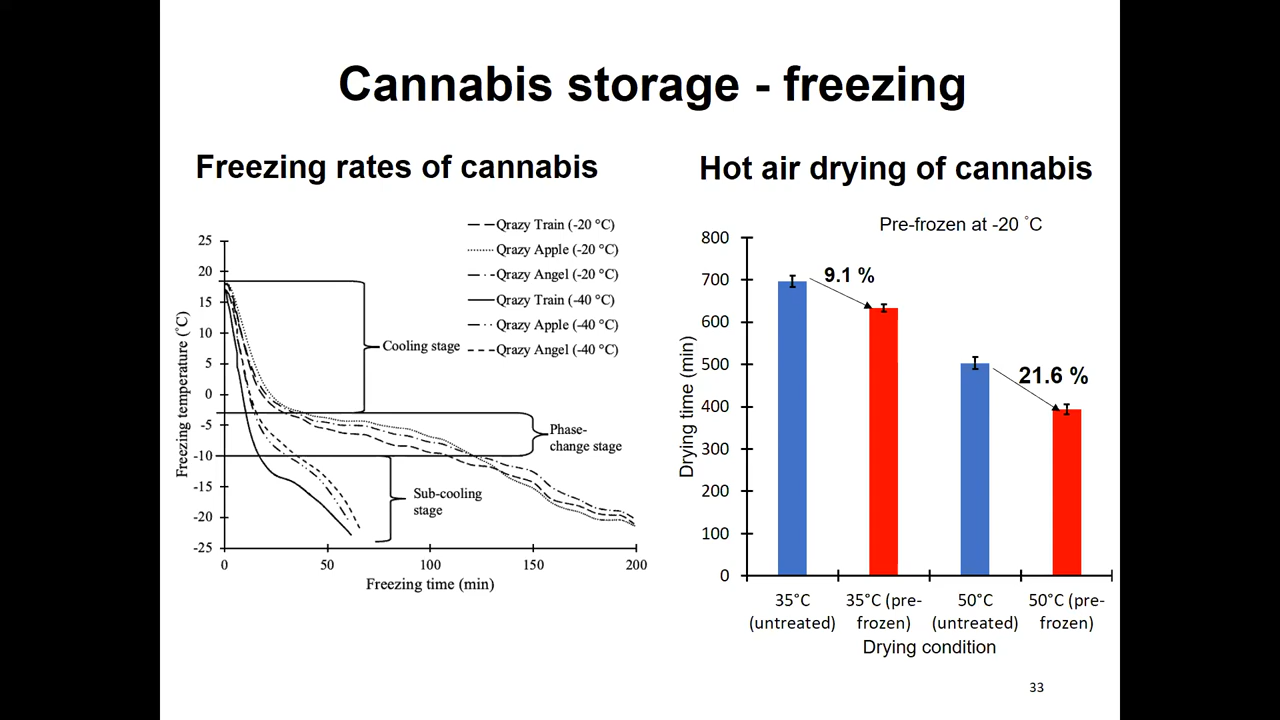 Cannabis storage - freezing
Freezing rates of cannabis
Qrazy Train (-20 °C)
Qrazy Apple (-20 °C)
Qrazy Angel (-20 °C)
Qrazy Train (-40 °C)
Qrazy Apple (-40 °C)
Qrazy Angel (-40 °C)
25
20
15
10
5
0
-5
-10
-15
-20
-25
Freezing temperature (°C)
Cooling stage
Phase-
change stage
Sub-cooling
stage
0 50 100 150 200
Freezing time (min)
Hot air drying of cannabis
Pre-frozen at -20 °C
800
700
600
500
400
300
200
100
0
Drying time (min)
9.1 %
21.6 %
35°C 35°C (pre- 50°C 50°C (pre-
(untreated) frozen) (untreated) frozen)
Drying condition
33